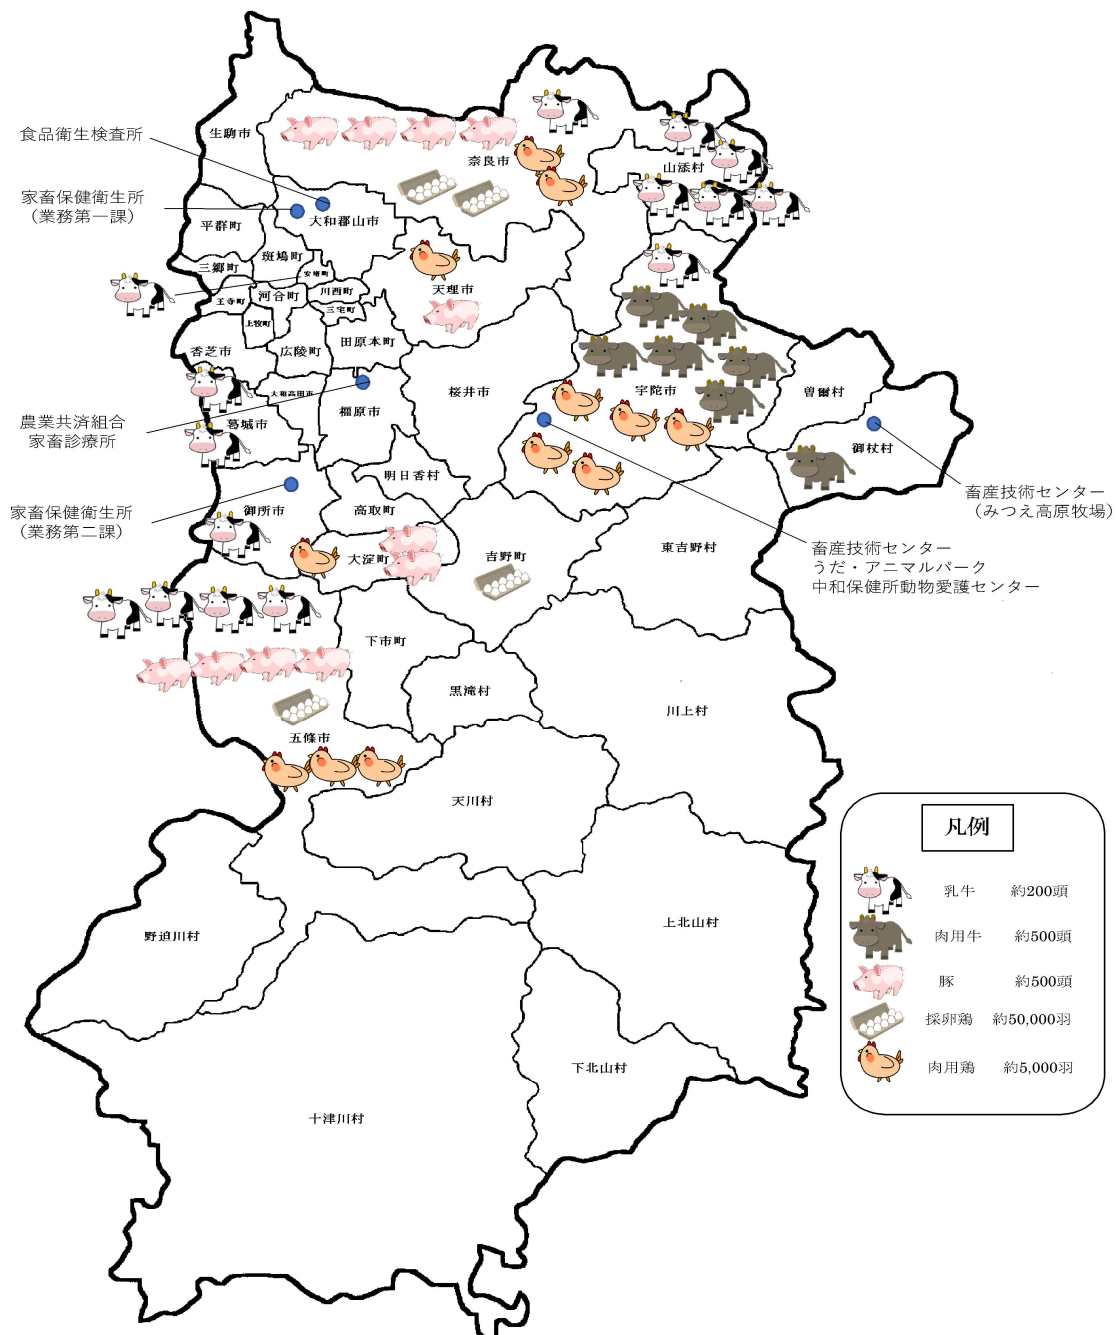 食品衛生検査所
家畜保健衛生所
（業務第一課）
農業共済組合
家畜診療所
家畜保健衛生所
（業務第二課）
生駒市
奈良市
山添村
平群町
大和郡山市
三郷町
斑鳩町
安堵町
天理市
王寺町
河合町
川西町
三宅町
上牧町
香芝市
広陵町
田原本町
大和高田市
橿原市
桜井市
宇陀市
曽爾村
御杖村
葛城市
明日香村
御所市
高取町
大淀町
吉野町
東吉野村
下市町
黒滝村
川上村
五條市
天川村
野迫川村
上北山村
下北山村
十津川村
畜産技術センター
（みつえ高原牧場）
畜産技術センター
うだ・アニマルパーク
中和保健所動物愛護センター
凡例
乳牛 約200頭
肉用牛 約500頭
豚 約500頭
採卵鶏 約50,000羽
肉用鶏 約5,000羽